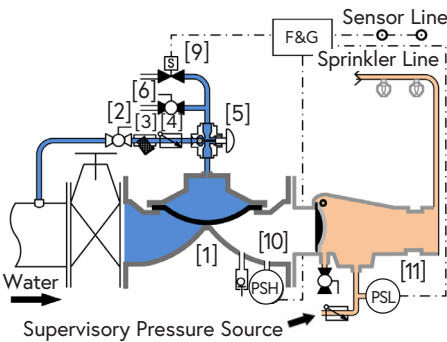 Sensor Line
F&G
[9]
S
Sprinkler Line
[6]
[2] [3] [4] [5]
[1]
[10]
[11]
Water
PSH
PSL
Supervisory Pressure Source